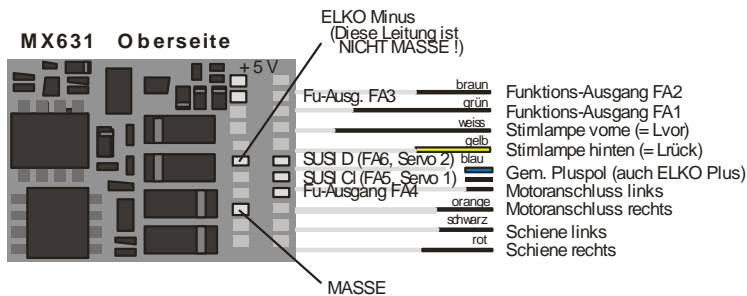 ELKO Minus
(Diese Leitung ist
NICHT MASSE !)
MX631 Oberseite
+5V
braun
Fu-Ausg. FA3
Funktions-Ausgang FA2
grün
Funktions-Ausgang FA1
weiss
Stirnlampe vorne (= Lvor)
gelb
Stirnlampe hinten (= Lrück)
SUSI D (FA6, Servo 2)
blau
Gem. Pluspol (auch ELKO Plus)
SUSI Cl (FA5, Servo 1)
Fu-Ausgang FA4
Motoranschluss links
orange
Motoranschluss rechts
schwarz
Schiene links
rot
Schiene rechts
MASSE